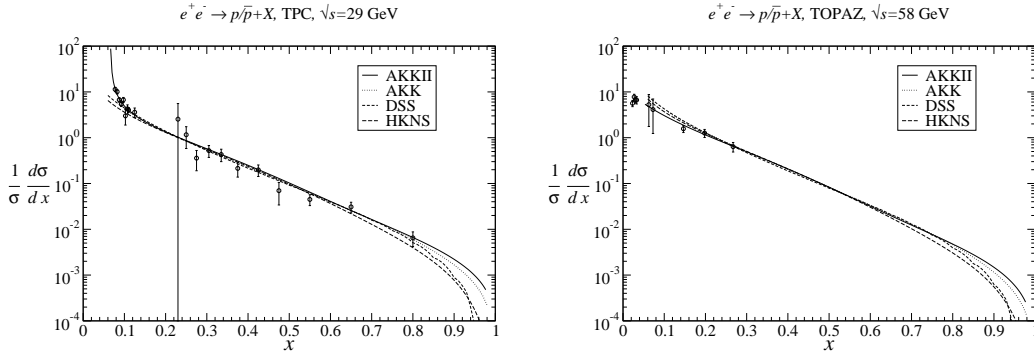 e⁺e⁻ → p/p̅+X, TPC, √s=29 GeV
10²
10¹
10⁰
10⁻¹
10⁻²
10⁻³
10⁻⁴
1/σ dσ/dx
AKKII
AKK
DSS
HKNS
0 0.1 0.2 0.3 0.4 0.5 0.6 0.7 0.8 0.9 1
x
e⁺e⁻ → p/p̅+X, TOPAZ, √s=58 GeV
10²
10¹
10⁰
10⁻¹
10⁻²
10⁻³
10⁻⁴
1/σ dσ/dx
AKKII
AKK
DSS
HKNS
0 0.1 0.2 0.3 0.4 0.5 0.6 0.7 0.8 0.9 1
x